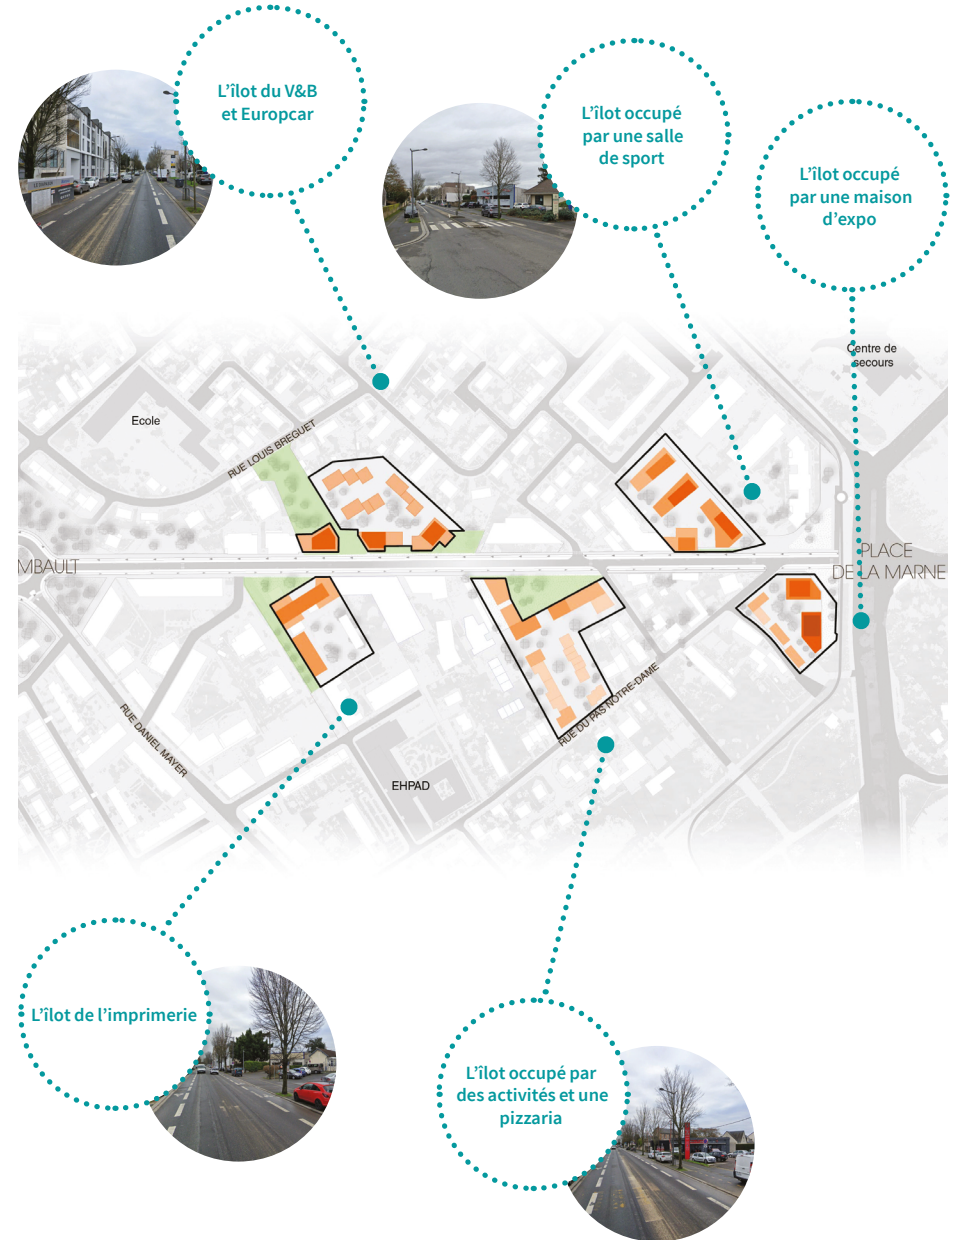 L'îlot du V&B
et Europcar
L'îlot occupé
par une salle
de sport
L'îlot occupé
par une maison
d'expo
Centre de
secours
Ecole
RUE LOUIS BREGUET
MBAULT
PLACE
DE LA MARNE
RUE DU PAS NOTRE-DAME
RUE DANIEL MAYER
EHPAD
L'îlot de l'imprimerie
L'îlot occupé par
des activités et une
pizzaria